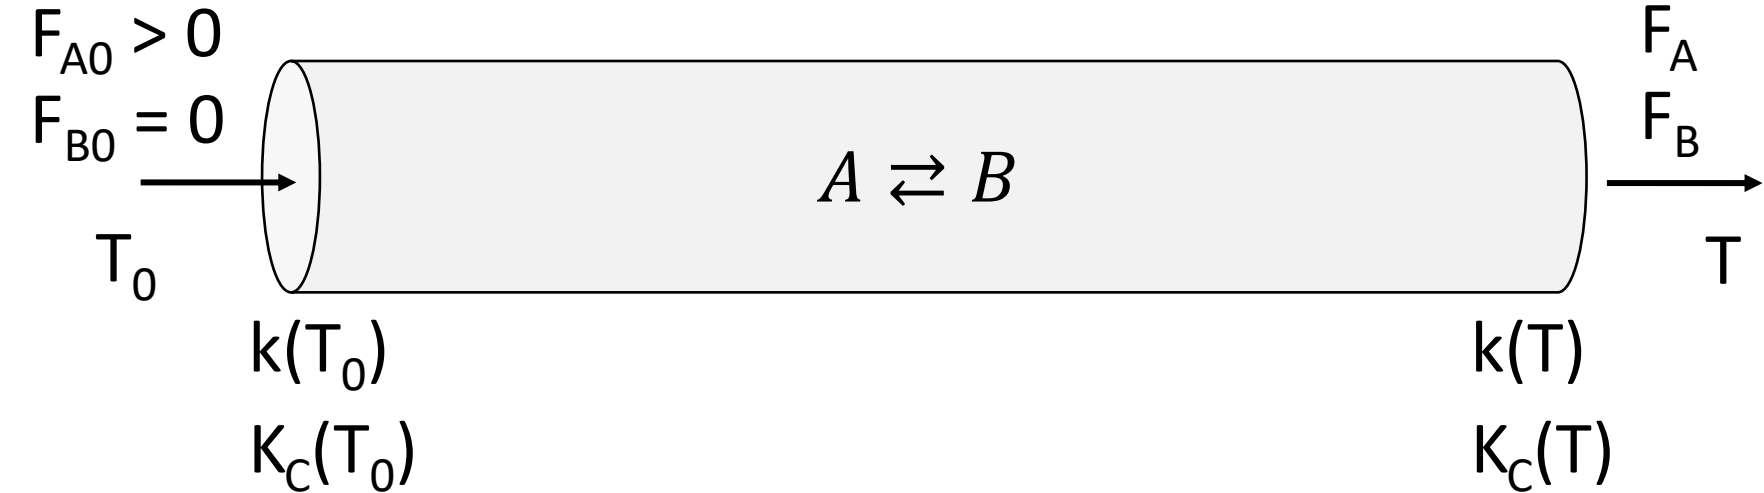 F_A0 > 0
F_B0 = 0
T_0
A ⇄ B
F_A
F_B
T
k(T_0)
K_C(T_0)
k(T)
K_C(T)